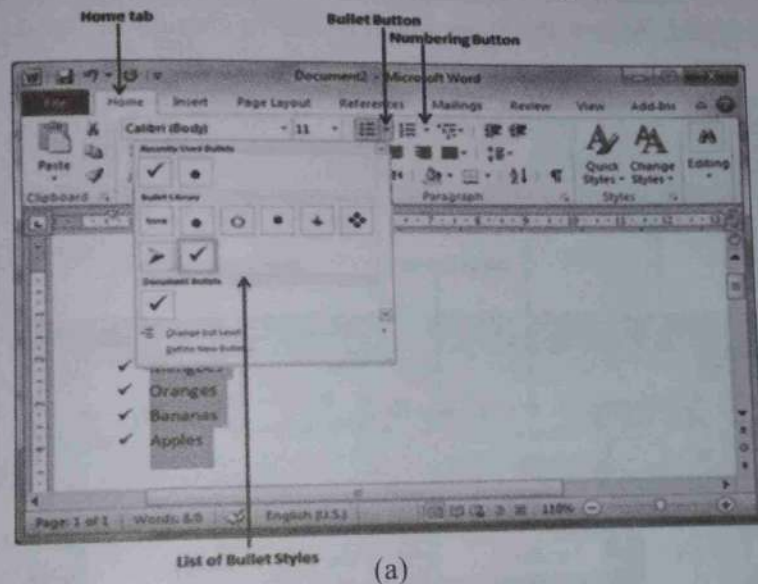 Home tab
Bullet Button
Numbering Button
Document2 - Microsoft Word
File Home Insert Page Layout References Mailings Review View Add-Ins
Calibri (Body) 11
Paste
Quick Styles
Change Styles
Editing
Clipboard
Paragraph
Styles
Recently Used Bullets
Bullet Library
None
Document Bullets
Change List Level
Define New Bullet...
Mangoes
Oranges
Bananas
Apples
Page: 1 of 1 Words: 8/8 English (U.S.) 110%
List of Bullet Styles
(a)